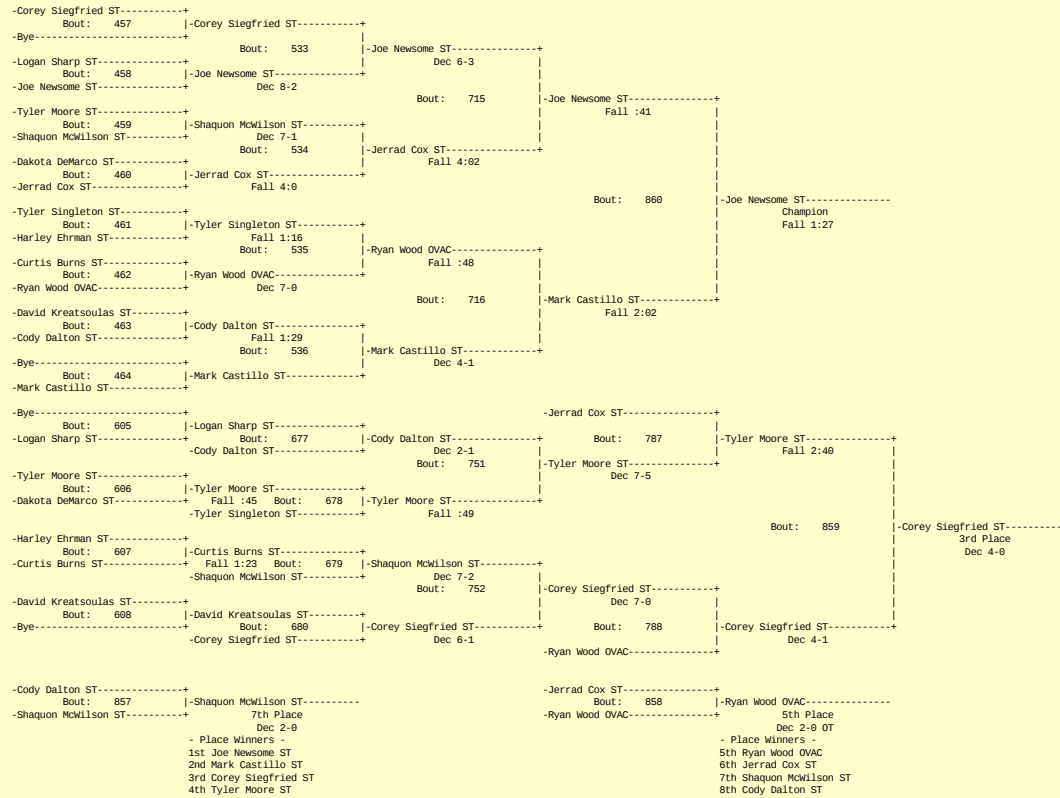 -Corey Siegfried ST----------+
Bout: 457 |-Corey Siegfried ST----------+
-Bye------------------------+ |
Bout: 533 |-Joe Newsome ST--------------+
-Logan Sharp ST--------------+ | Dec 6-3 |
Bout: 458 |-Joe Newsome ST--------------+ |
-Joe Newsome ST--------------+ Dec 8-2 |
Bout: 715 |-Joe Newsome ST--------------+
-Tyler Moore ST--------------+ | Fall :41 |
Bout: 459 |-Shaquon McWilson ST---------+ | |
-Shaquon McWilson ST---------+ Dec 7-1 | | |
Bout: 534 |-Jerrad Cox ST---------------+ |
-Dakota DeMarco ST-----------+ | Fall 4:02 |
Bout: 460 |-Jerrad Cox ST---------------+ |
-Jerrad Cox ST---------------+ Fall 4:0 |
Bout: 860 |-Joe Newsome ST--------------
-Tyler Singleton ST----------+ | Champion
Bout: 461 |-Tyler Singleton ST----------+ | Fall 1:27
-Harley Ehrman ST------------+ Fall 1:16 | |
Bout: 535 |-Ryan Wood OVAC--------------+ |
-Curtis Burns ST-------------+ | Fall :48 | |
Bout: 462 |-Ryan Wood OVAC--------------+ | |
-Ryan Wood OVAC--------------+ Dec 7-0 | |
Bout: 716 |-Mark Castillo ST------------+
-David Kreatsoulas ST--------+ | Fall 2:02
Bout: 463 |-Cody Dalton ST--------------+ |
-Cody Dalton ST--------------+ Fall 1:29 | |
Bout: 536 |-Mark Castillo ST------------+
-Bye------------------------+ | Dec 4-1
Bout: 464 |-Mark Castillo ST------------+
-Mark Castillo ST------------+
-Bye------------------------+ -Jerrad Cox ST---------------+
Bout: 605 |-Logan Sharp ST--------------+ |
-Logan Sharp ST--------------+ Bout: 677 |-Cody Dalton ST--------------+ Bout: 787 |-Tyler Moore ST--------------+
-Cody Dalton ST--------------+ Dec 2-1 | | Fall 2:40 |
Bout: 751 |-Tyler Moore ST--------------+ |
-Tyler Moore ST--------------+ | Dec 7-5 |
Bout: 606 |-Tyler Moore ST--------------+ | |
-Dakota DeMarco ST-----------+ Fall :45 Bout: 678 |-Tyler Moore ST--------------+ |
-Tyler Singleton ST----------+ Fall :49 |
Bout: 859 |-Corey Siegfried ST----------
-Harley Ehrman ST------------+ | 3rd Place
Bout: 607 |-Curtis Burns ST-------------+ | Dec 4-0
-Curtis Burns ST-------------+ Fall 1:23 Bout: 679 |-Shaquon McWilson ST---------+ |
-Shaquon McWilson ST---------+ Dec 7-2 | |
Bout: 752 |-Corey Siegfried ST----------+ |
-David Kreatsoulas ST--------+ | Dec 7-0 | |
Bout: 608 |-David Kreatsoulas ST--------+ | | |
-Bye------------------------+ Bout: 680 |-Corey Siegfried ST----------+ Bout: 788 |-Corey Siegfried ST----------+
-Corey Siegfried ST----------+ Dec 6-1 | Dec 4-1
-Ryan Wood OVAC--------------+
-Cody Dalton ST--------------+ -Jerrad Cox ST---------------+
Bout: 857 |-Shaquon McWilson ST--------- Bout: 858 |-Ryan Wood OVAC--------------
-Shaquon McWilson ST---------+ 7th Place -Ryan Wood OVAC--------------+ 5th Place
Dec 2-0 Dec 2-0 OT
- Place Winners - - Place Winners -
1st Joe Newsome ST 5th Ryan Wood OVAC
2nd Mark Castillo ST 6th Jerrad Cox ST
3rd Corey Siegfried ST 7th Shaquon McWilson ST
4th Tyler Moore ST 8th Cody Dalton ST